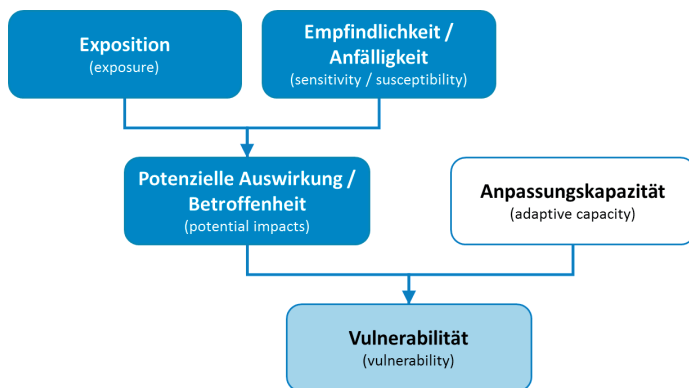 Exposition
(exposure)
Empfindlichkeit /
Anfälligkeit
(sensitivity / susceptibility)
Potenzielle Auswirkung /
Betroffenheit
(potential impacts)
Anpassungskapazität
(adaptive capacity)
Vulnerabilität
(vulnerability)